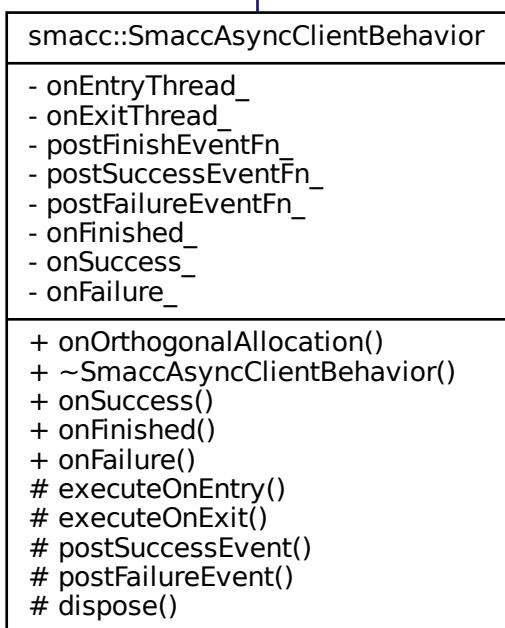 smacc::SmaccAsyncClientBehavior
- onEntryThread_
- onExitThread_
- postFinishEventFn_
- postSuccessEventFn_
- postFailureEventFn_
- onFinished_
- onSuccess_
- onFailure_
+ onOrthogonalAllocation()
+ ~SmaccAsyncClientBehavior()
+ onSuccess()
+ onFinished()
+ onFailure()
# executeOnEntry()
# executeOnExit()
# postSuccessEvent()
# postFailureEvent()
# dispose()